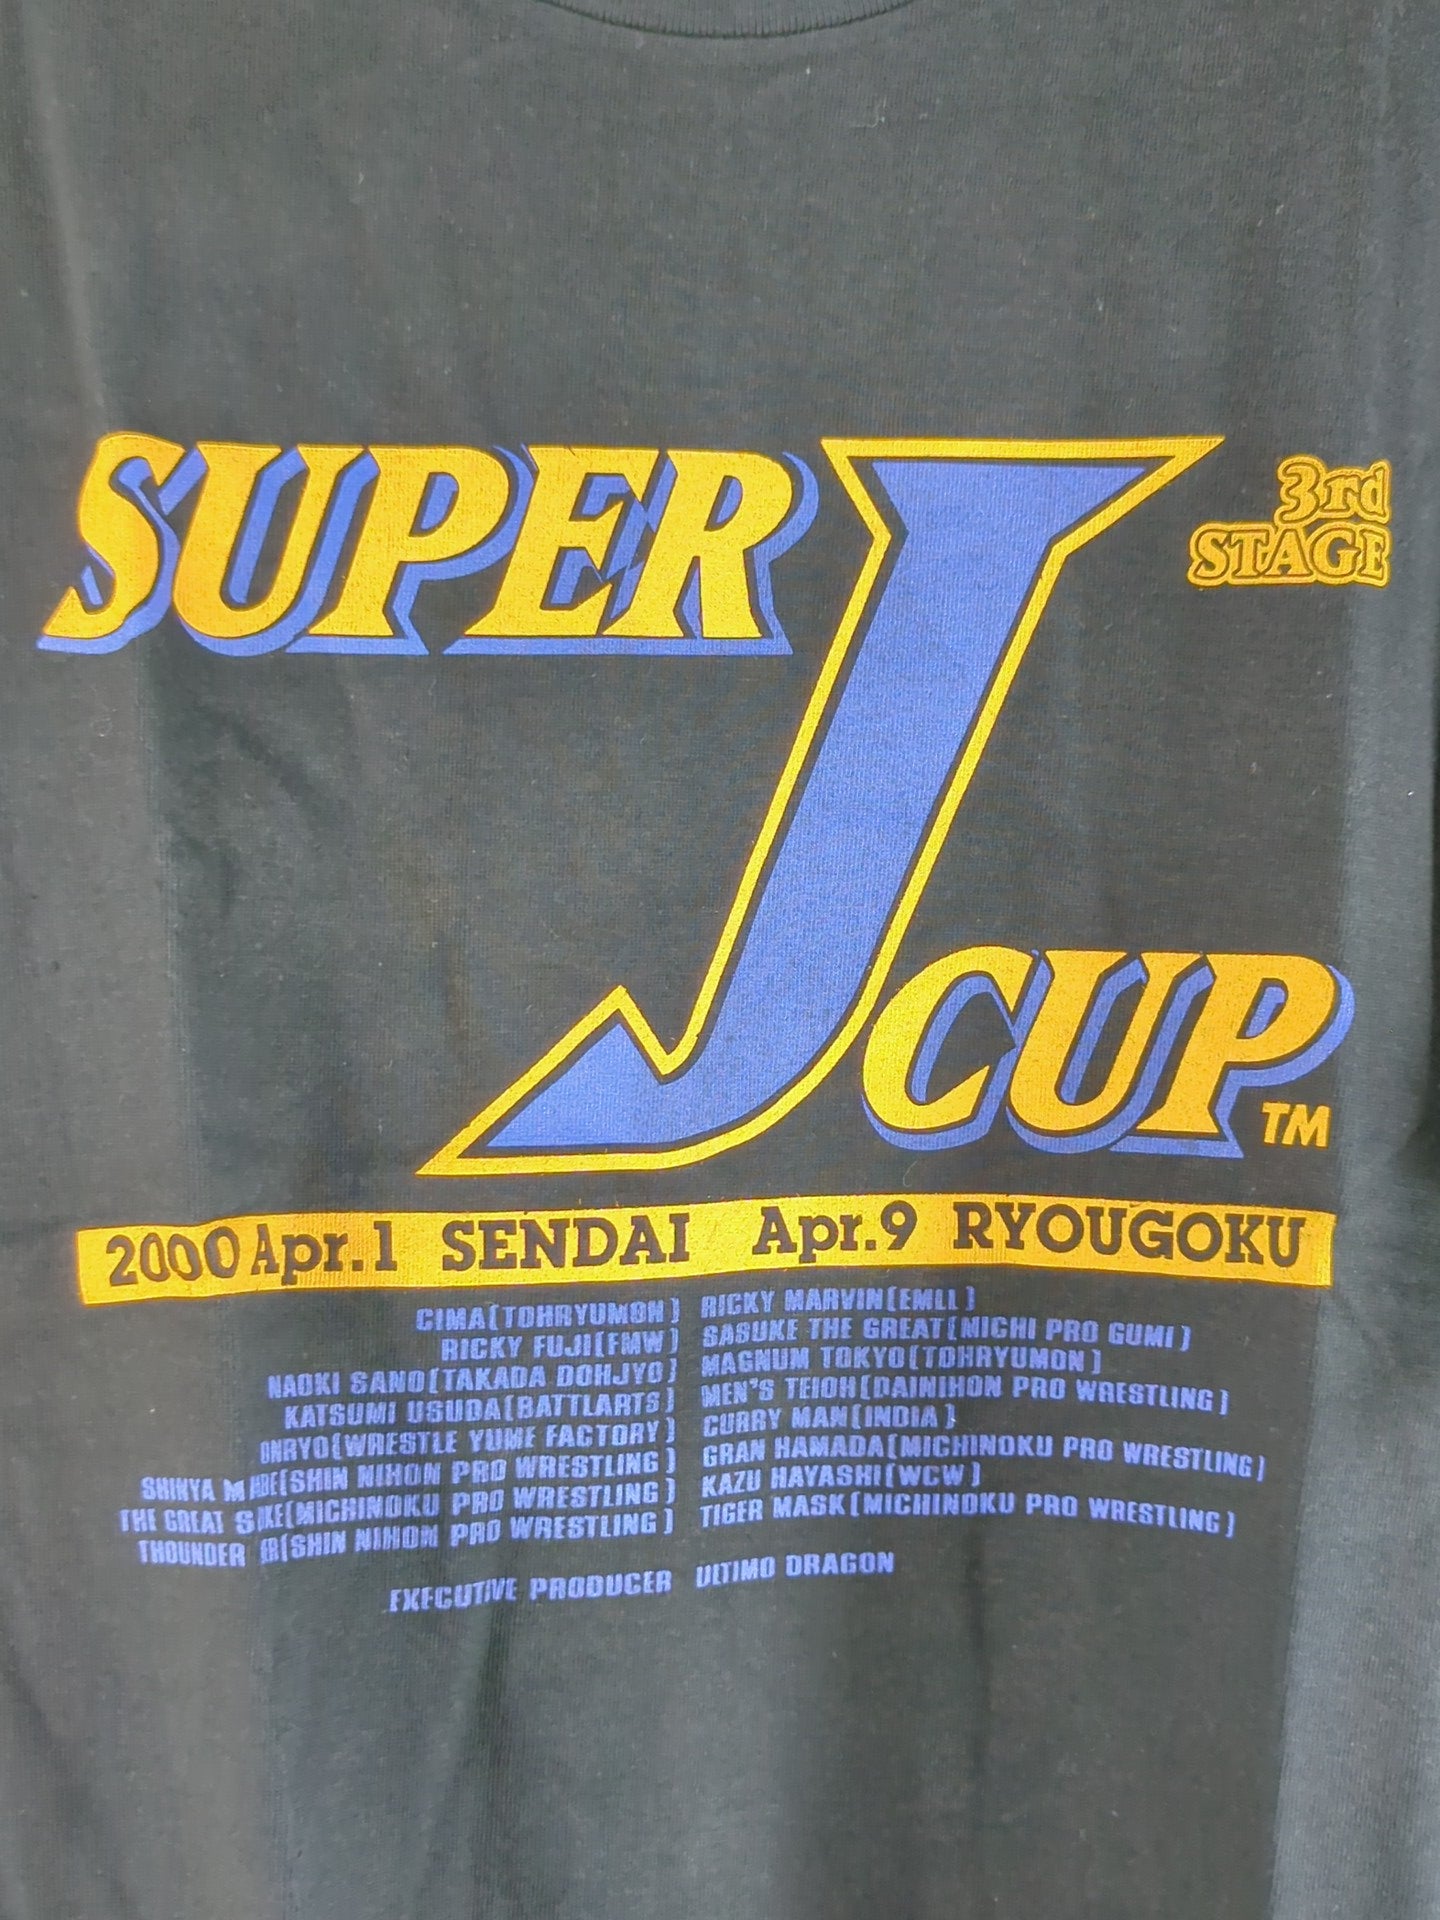 SUPER J CUP TM
3rd
STAGE
2000 Apr.1 SENDAI Apr.9 RYOUGOKU
CIMA(TOHRYUMON) RICKY MARVIN(EMLL)
RICKY FUJI(FMW) SASUKE THE GREAT(MICHI PRO GUMI)
NAOKI SANO(TAKADA DOHJYO) MAGNUM TOKYO(TOHRYUMON)
KATSUMI USUDA(BATTLARTS) MEN'S TEIOH(DAINIHON PRO WRESTLING)
ONRYO(WRESTLE YUME FACTORY) CURRY MAN(INDIA)
SHINYA (SHIN NIHON PRO WRESTLING) GRAN HAMADA(MICHINOKU PRO WRESTLING)
THE GREAT (MICHINOKU PRO WRESTLING) KAZU HAYASHI(WCW)
THOUNDER (SHIN NIHON PRO WRESTLING) TIGER MASK(MICHINOKU PRO WRESTLING)
EXECUTIVE PRODUCER ULTIMO DRAGON